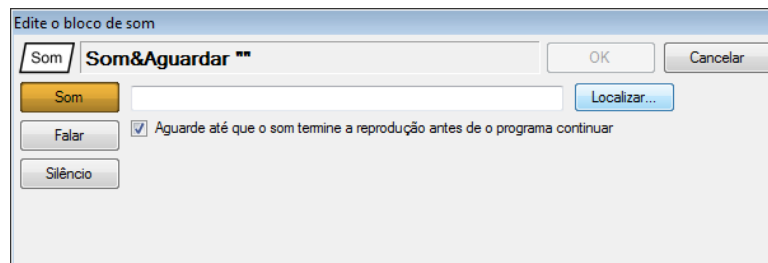 Edite o bloco de som
Som Som&Aguardar "" OK Cancelar
Som Localizar...
Falar Aguarde até que o som termine a reprodução antes de o programa continuar
Silêncio